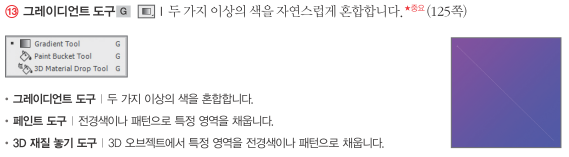 ⑬ 그레이디언트 도구 G | 두 가지 이상의 색을 자연스럽게 혼합합니다. ★중요 (125쪽)
Gradient Tool G
Paint Bucket Tool G
3D Material Drop Tool G
• 그레이디언트 도구 | 두 가지 이상의 색을 혼합합니다.
• 페인트 도구 | 전경색이나 패턴으로 특정 영역을 채웁니다.
• 3D 재질 놓기 도구 | 3D 오브젝트에서 특정 영역을 전경색이나 패턴으로 채웁니다.